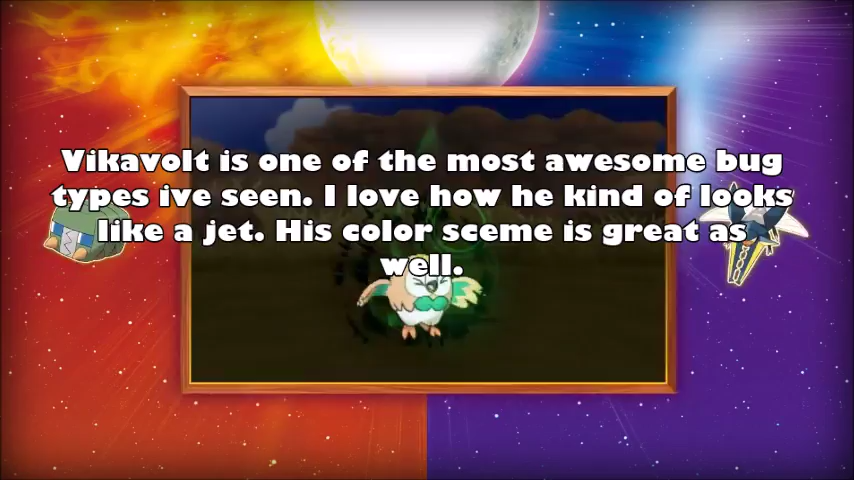 Vikavolt is one of the most awesome bug
types ive seen. I love how he kind of looks
like a jet. His color sceme is great as
well.